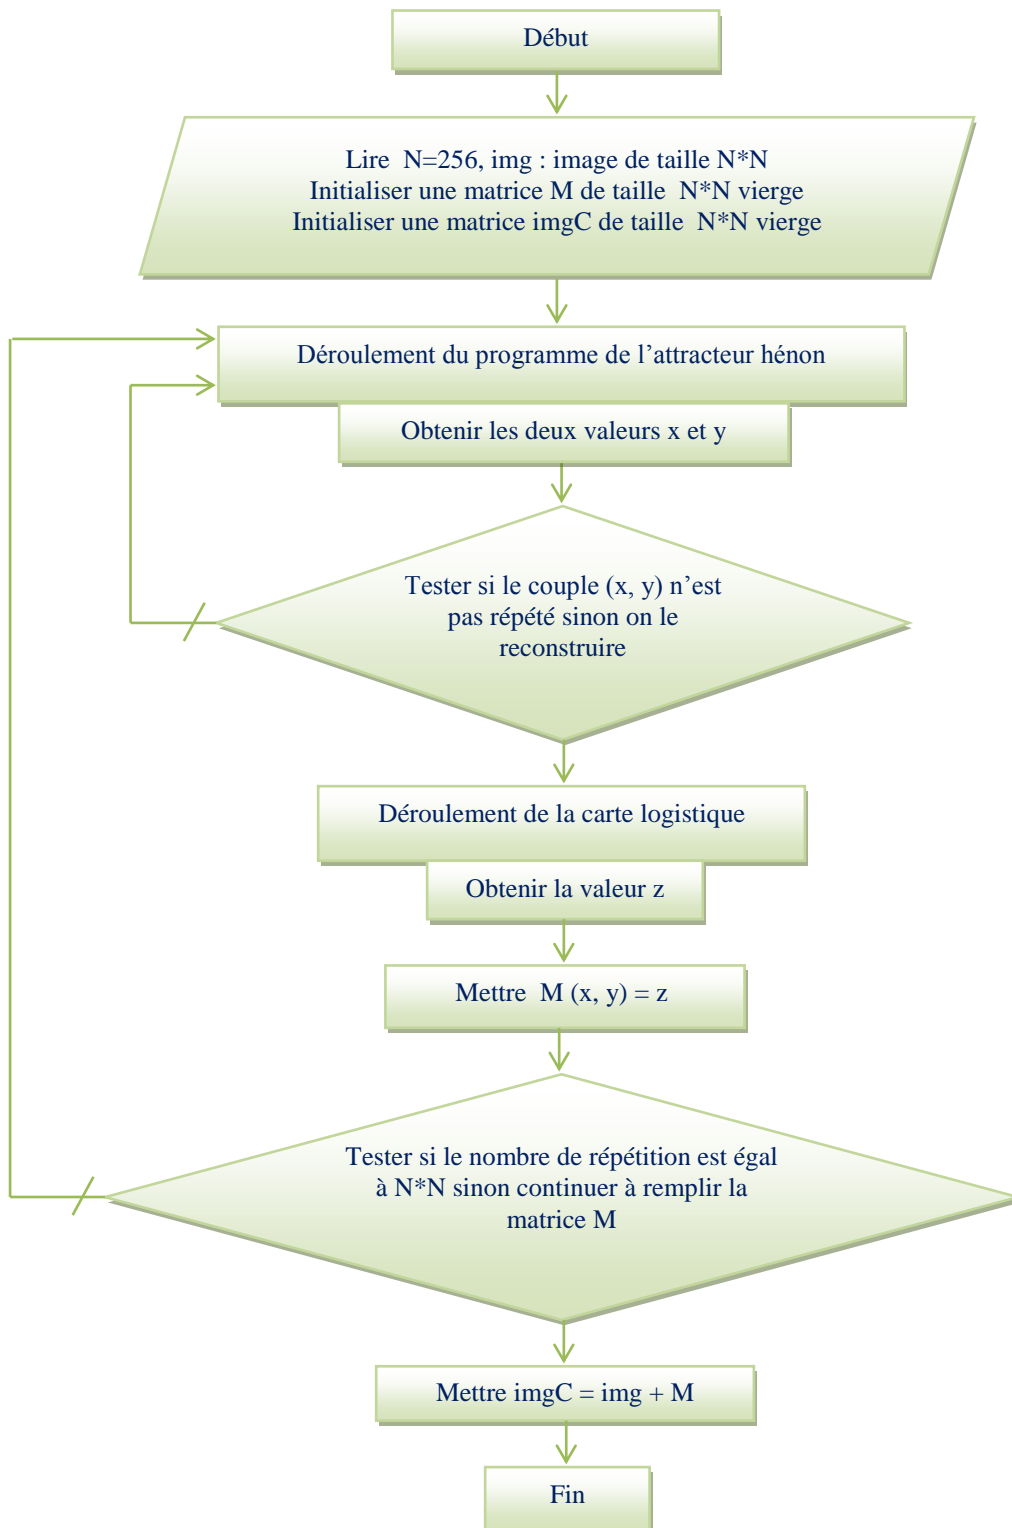 Début
Lire N=256, img : image de taille N*N
Initialiser une matrice M de taille N*N vierge
Initialiser une matrice imgC de taille N*N vierge
Déroulement du programme de l’attracteur hénon
Obtenir les deux valeurs x et y
Tester si le couple (x, y) n’est
pas répété sinon on le
reconstruire
Déroulement de la carte logistique
Obtenir la valeur z
Mettre M (x, y) = z
Tester si le nombre de répétition est égal
à N*N sinon continuer à remplir la
matrice M
Mettre imgC = img + M
Fin